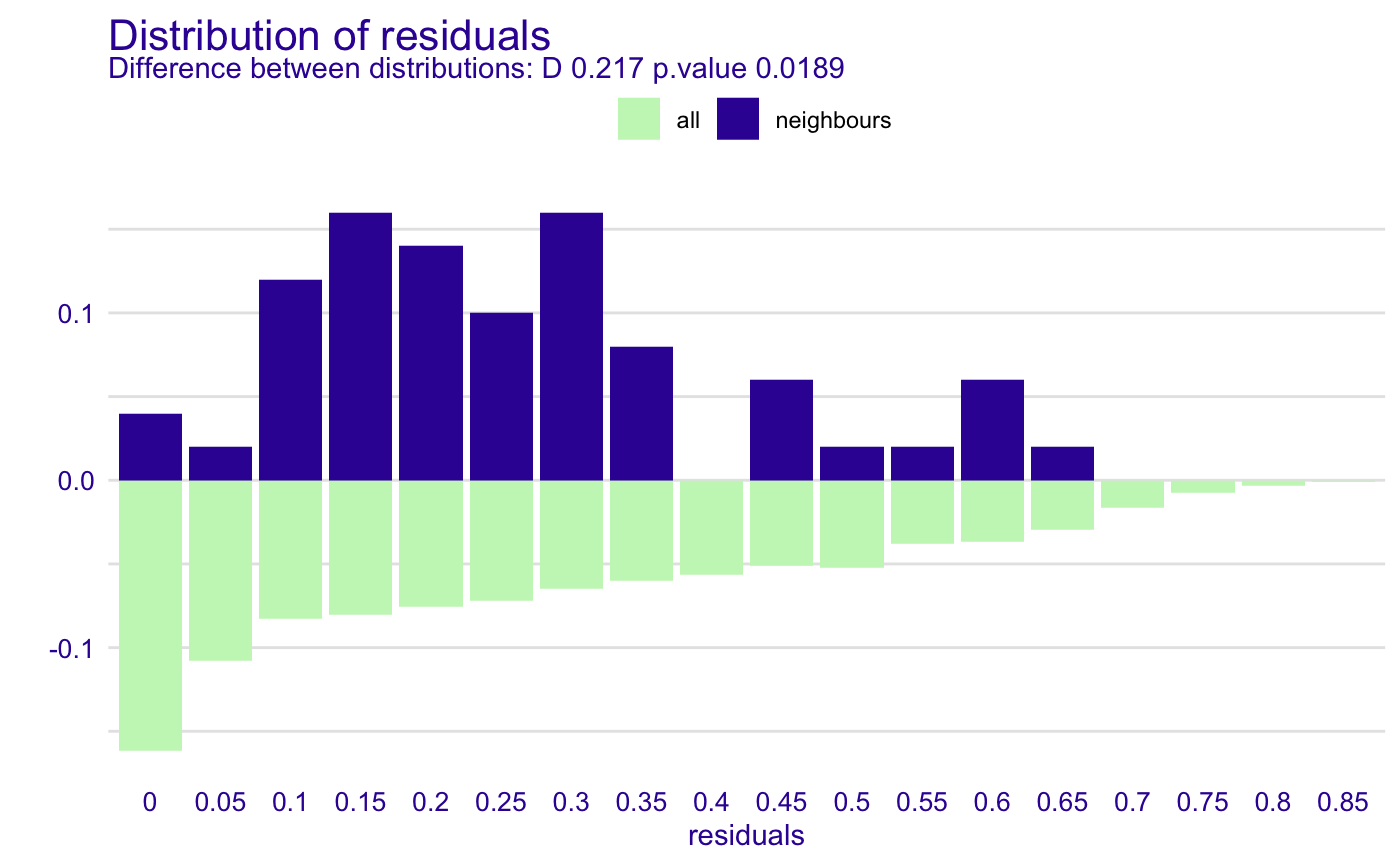 Distribution of residuals
Difference between distributions: D 0.217 p.value 0.0189
all neighbours
0.1
0.0
-0.1
0 0.05 0.1 0.15 0.2 0.25 0.3 0.35 0.4 0.45 0.5 0.55 0.6 0.65 0.7 0.75 0.8 0.85
residuals